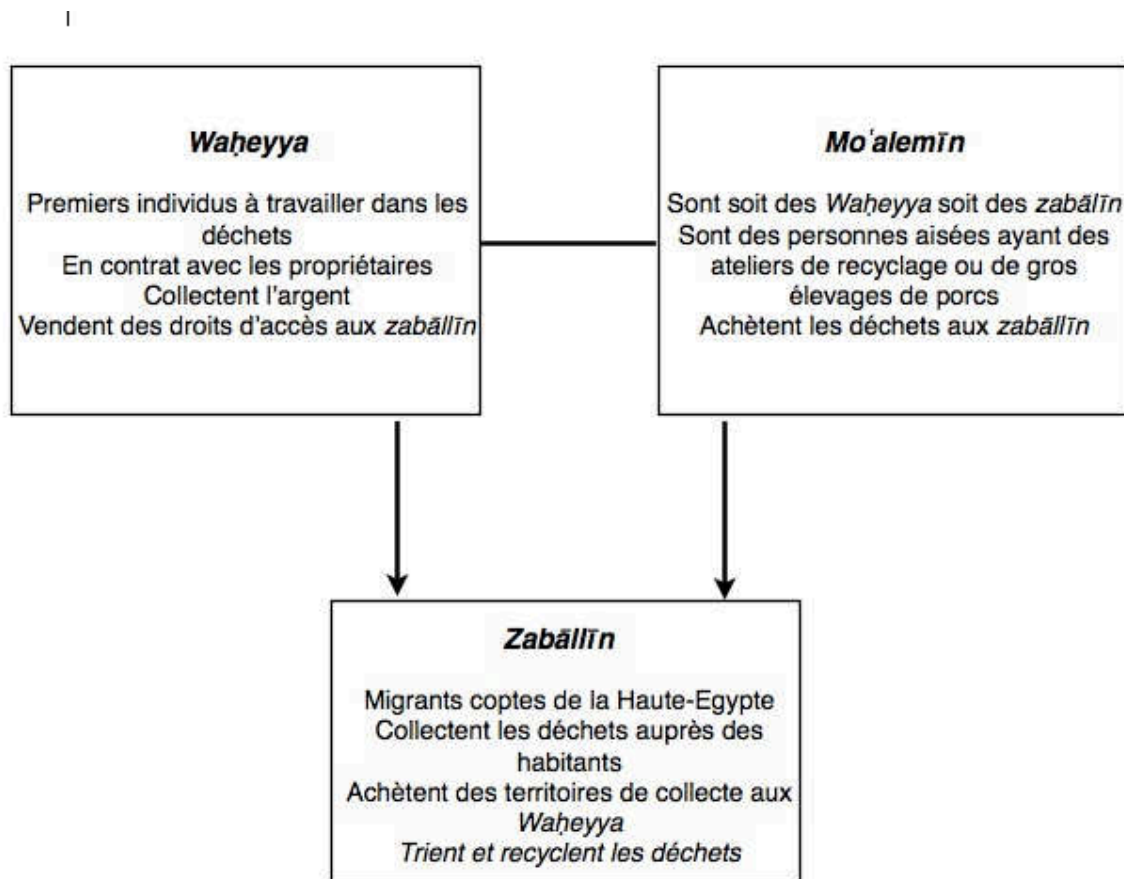 Waḥeyya
Premiers individus à travailler dans les
déchets
En contrat avec les propriétaires
Collectent l'argent
Vendent des droits d'accès aux zabāllīn
Mo'alemīn
Sont soit des Waḥeyya soit des zabālīn
Sont des personnes aisées ayant des
ateliers de recyclage ou de gros
élevages de porcs
Achètent les déchets aux zabāllīn
Zabāllīn
Migrants coptes de la Haute-Egypte
Collectent les déchets auprès des
habitants
Achètent des territoires de collecte aux
Waḥeyya
Trient et recyclent les déchets